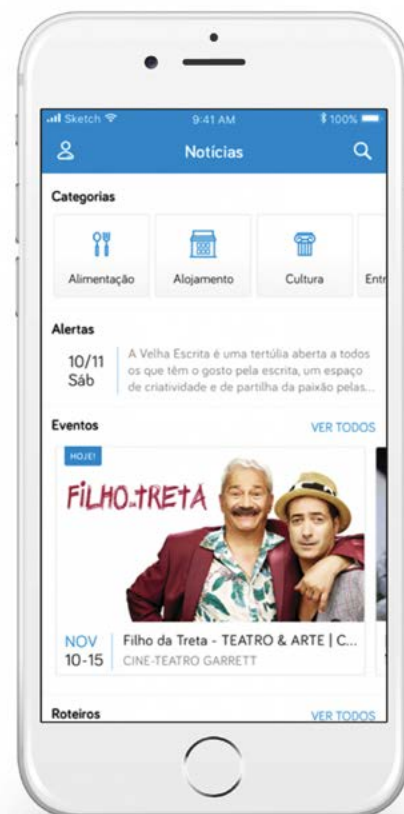 Sketch 9:41 AM 100%
Notícias
Categorias
Alimentação Alojamento Cultura Entr
Alertas
10/11 A Velha Escrita é uma tertúlia aberta a todos
Sáb os que têm o gosto pela escrita, um espaço
de criatividade e de partilha da paixão pelas...
Eventos VER TODOS
HOJE!
FILHO DA TRETA
NOV Filho da Treta - TEATRO & ARTE | C...
10-15 CINE-TEATRO GARRETT
Roteiros VER TODOS